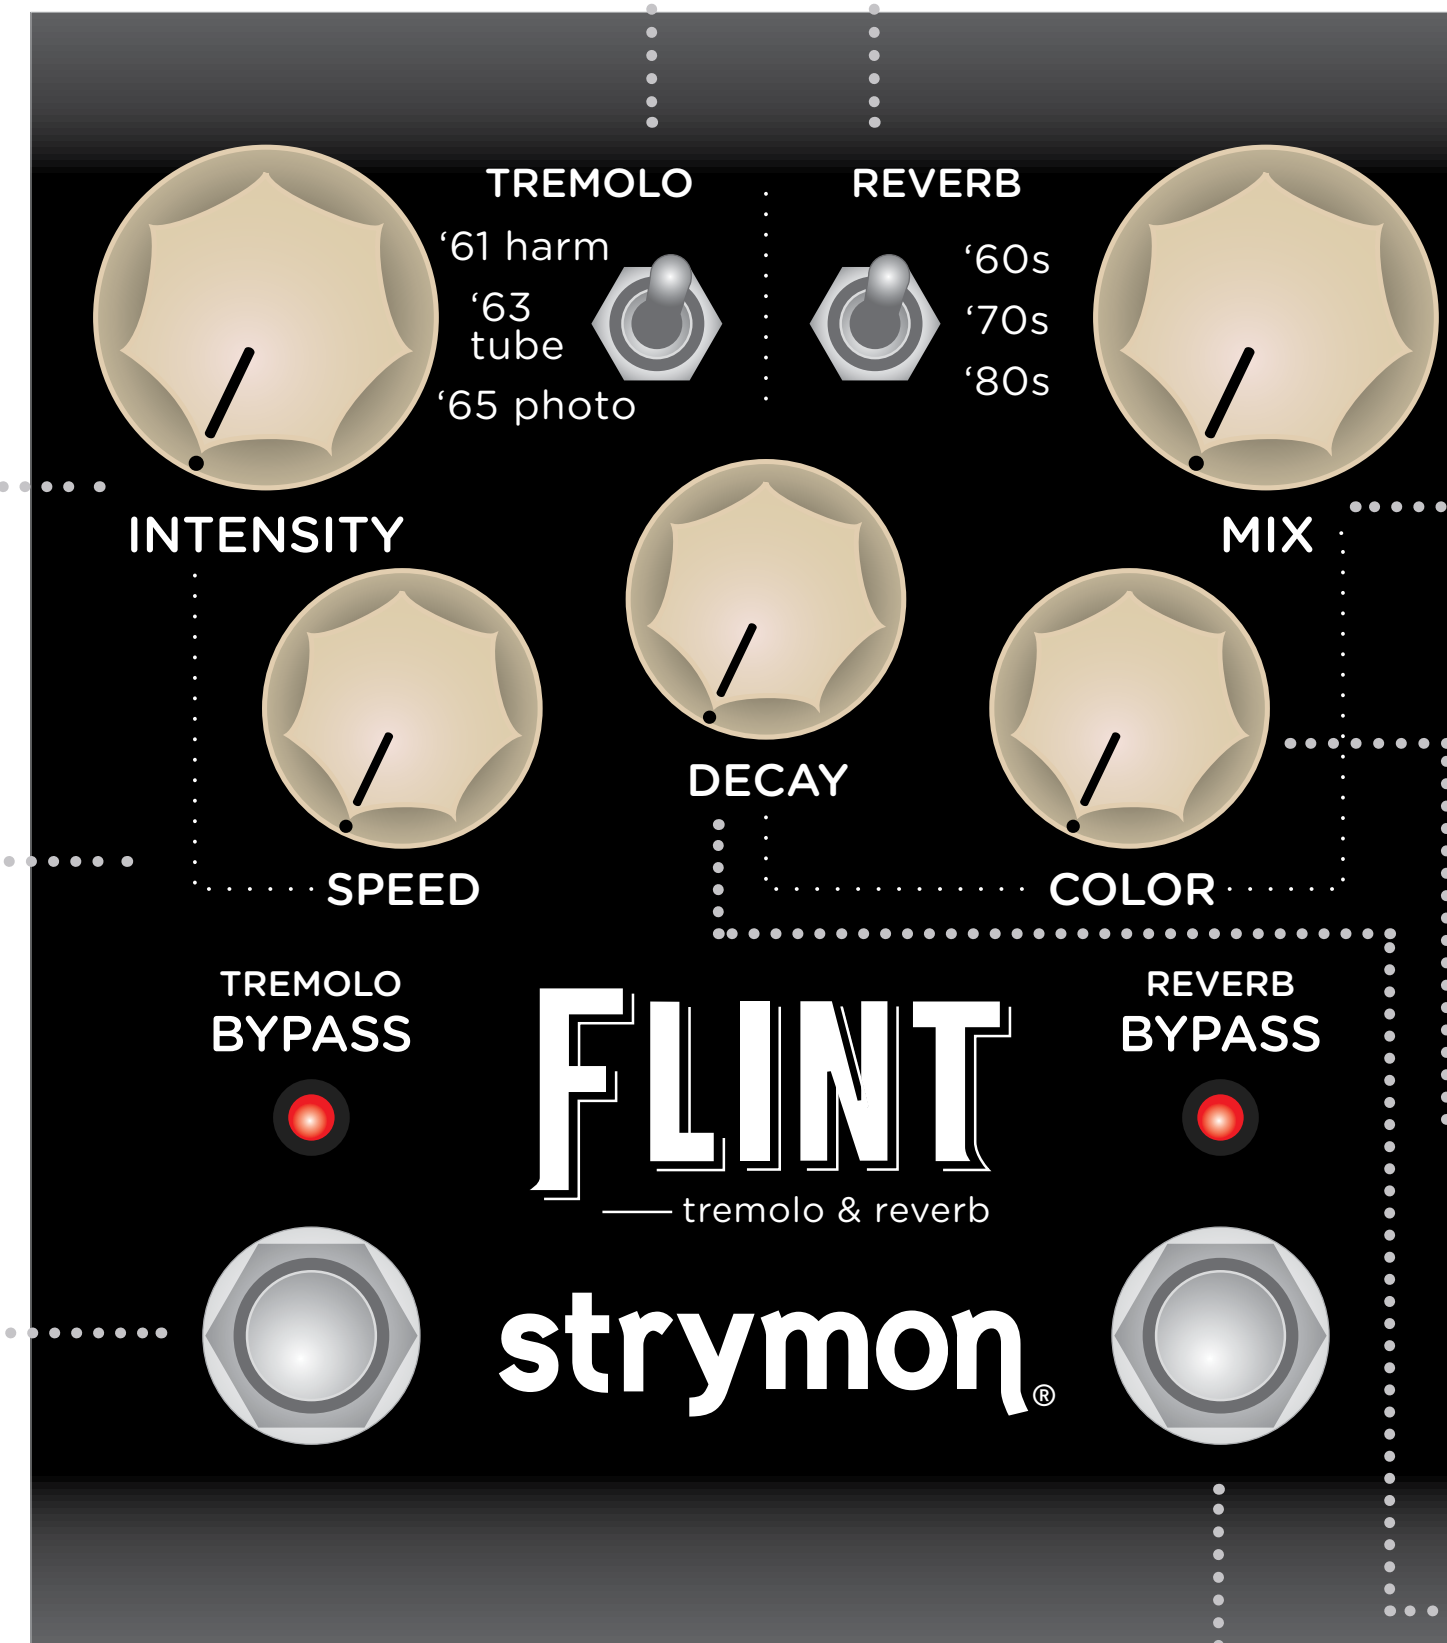 TREMOLO
REVERB
‘61 harm
‘63
tube
‘65 photo
‘60s
‘70s
‘80s
INTENSITY
MIX
DECAY
SPEED
COLOR
TREMOLO
BYPASS
REVERB
BYPASS
FLINT
tremolo & reverb
strymon®